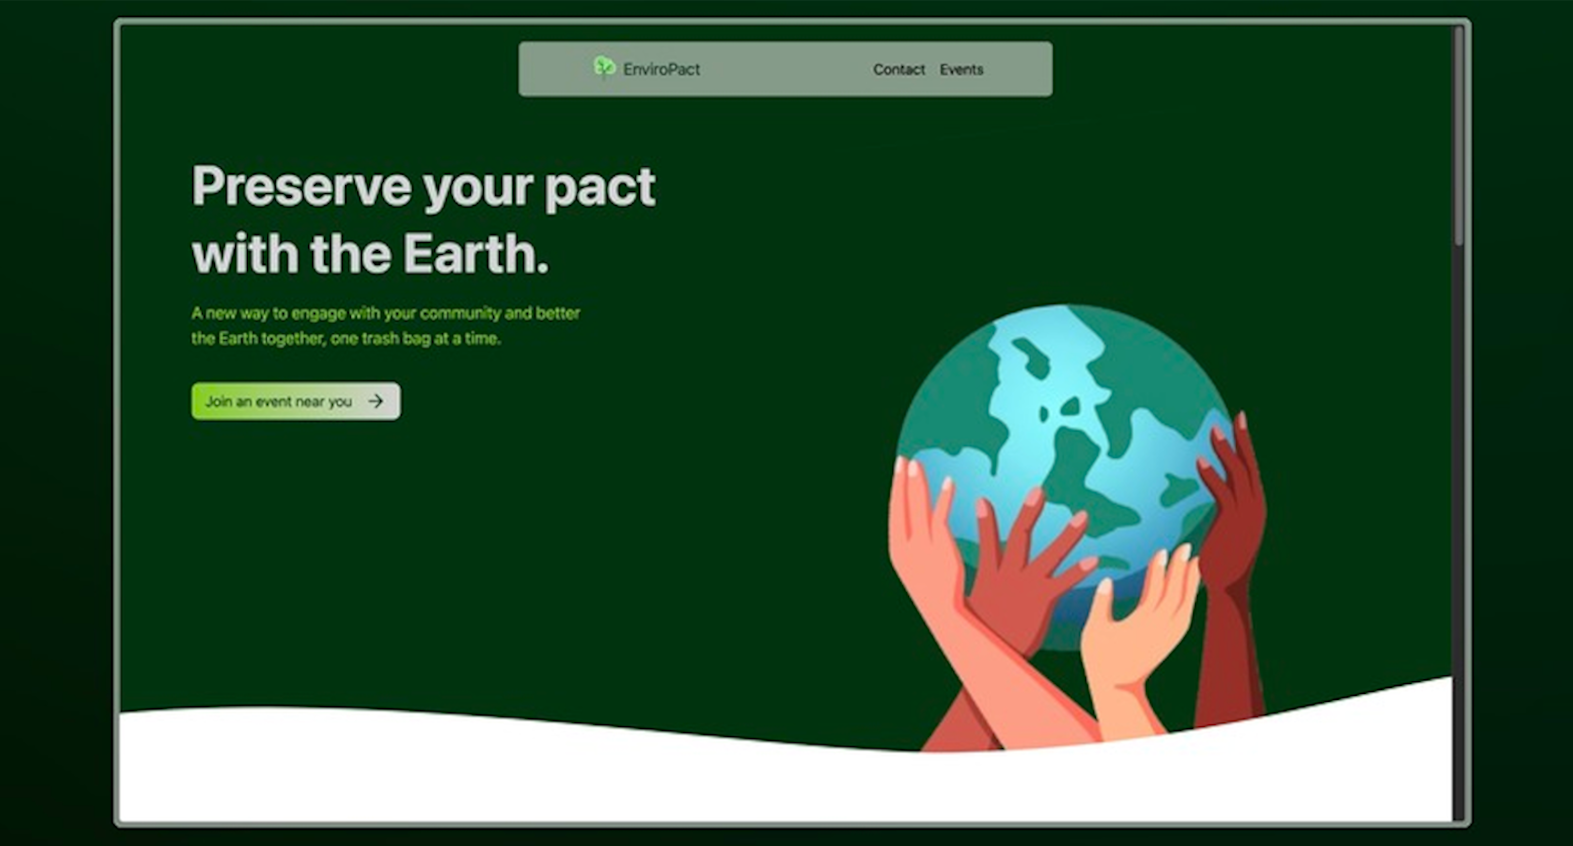 EnviroPact
Contact Events
Preserve your pact
with the Earth.
A new way to engage with your community and better
the Earth together, one trash bag at a time.
Join an event near you →